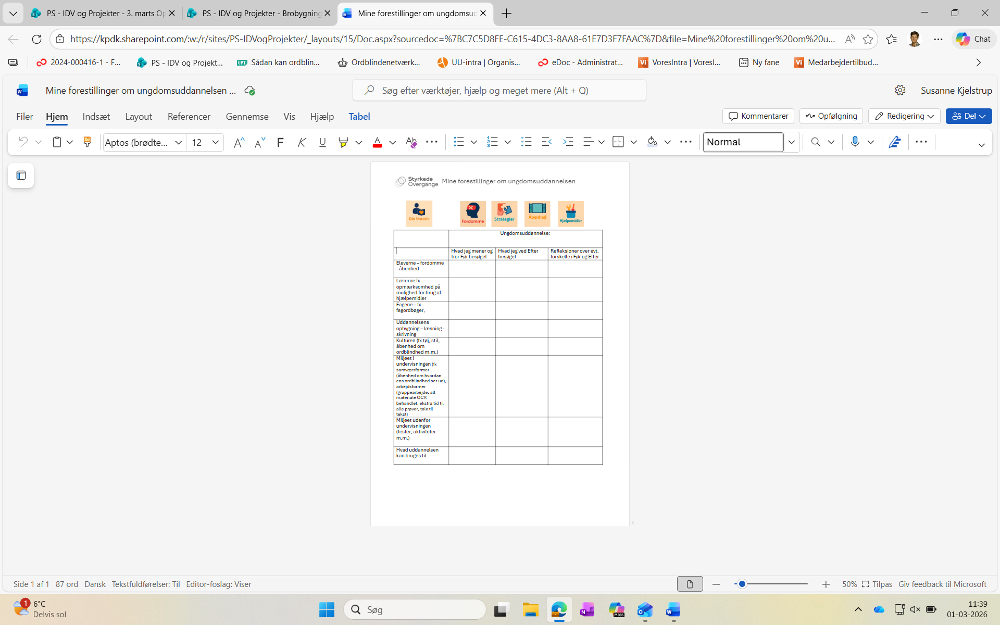 PS - IDV og Projekter - 3. marts Op
PS - IDV og Projekter - Brobygning
Mine forestillinger om ungdomsud
https://kpdk.sharepoint.com/:w:/r/sites/PS-IDVogProjekter/_layouts/15/Doc.aspx?sourcedoc=%7BC7C5D8FE-C615-4DC3-8AA8-61E7D3F7FAAC%7D&file=Mine%20forestillinger%20om%20u...
Chat
2024-000416-1 - F...
PS - IDV og Projekt...
Sådan kan ordblin...
Ordblindenetværk...
UU-intra | Organis...
eDoc - Administrat...
VoresIntra | VoresI...
Ny fane
Medarbejdertilbud...
Mine forestillinger om ungdomsuddannelsen ...
Søg efter værktøjer, hjælp og meget mere (Alt + Q)
Susanne Kjelstrup
Filer Hjem Indsæt Layout Referencer Gennemse Vis Hjælp Tabel
Kommentarer Opfølgning Redigering Del
Aptos (brødte... 12
F K U
Normal
Styrkede
Overgange
Mine forestillinger om ungdomsuddannelsen
Din historie
Fordomme
Strategier
Åbenhed
Hjælpemidler
Ungdomsuddannelse:
Hvad jeg mener og
tror Før besøget
Hvad jeg ved Efter
besøget
Refleksioner over evt.
forskelle i Før og Efter
Eleverne – fordomme
- åbenhed
Lærerne fx
opmærksomhed på
mulighed for brug af
hjælpemidler
Fagene – fx
fagordbøger,
Uddannelsens
opbygning – læsning -
skrivning
Kulturen (fx tøj, stil,
åbenhed om
ordblindhed m.m.)
Miljøet i
undervisningen (fx
samværsformer
(åbenhed om hvordan
ens ordblindhed ser ud),
arbejdsformer
(gruppearbejde, alt
materiale OCR
behandlet, ekstra tid til
alle prøver, tale til
tekst)
Miljøet udenfor
undervisningen
(fester, aktiviteter
m.m.)
Hvad uddannelsen
kan bruges til
1
Side 1 af 1 87 ord Dansk Tekstfuldførelser: Til Editor-foslag: Viser
50% Tilpas Giv feedback til Microsoft
1
6°C
Delvis sol
Søg
M365
11:39
01-03-2026